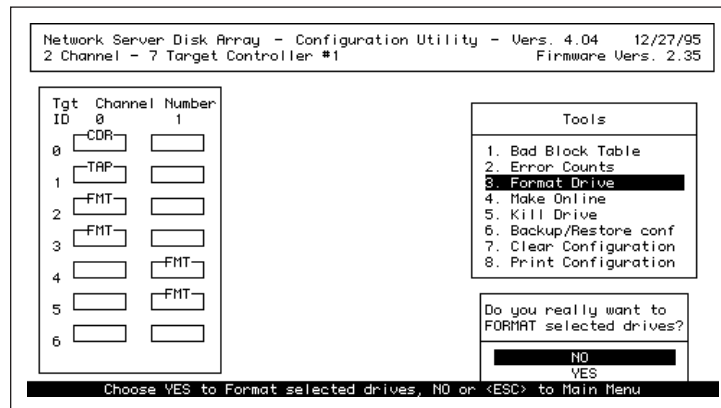 Network Server Disk Array - Configuration Utility - Vers. 4.04 12/27/95
2 Channel - 7 Target Controller #1 Firmware Vers. 2.35
Tgt Channel Number
ID 0 1
CDR
0
TAP
1
FMT
2
FMT
3
FMT
4
FMT
5
6
Tools
1. Bad Block Table
2. Error Counts
3. Format Drive
4. Make Online
5. Kill Drive
6. Backup/Restore conf
7. Clear Configuration
8. Print Configuration
Do you really want to
FORMAT selected drives?
NO
YES
Choose YES to Format selected drives, NO or <ESC> to Main Menu